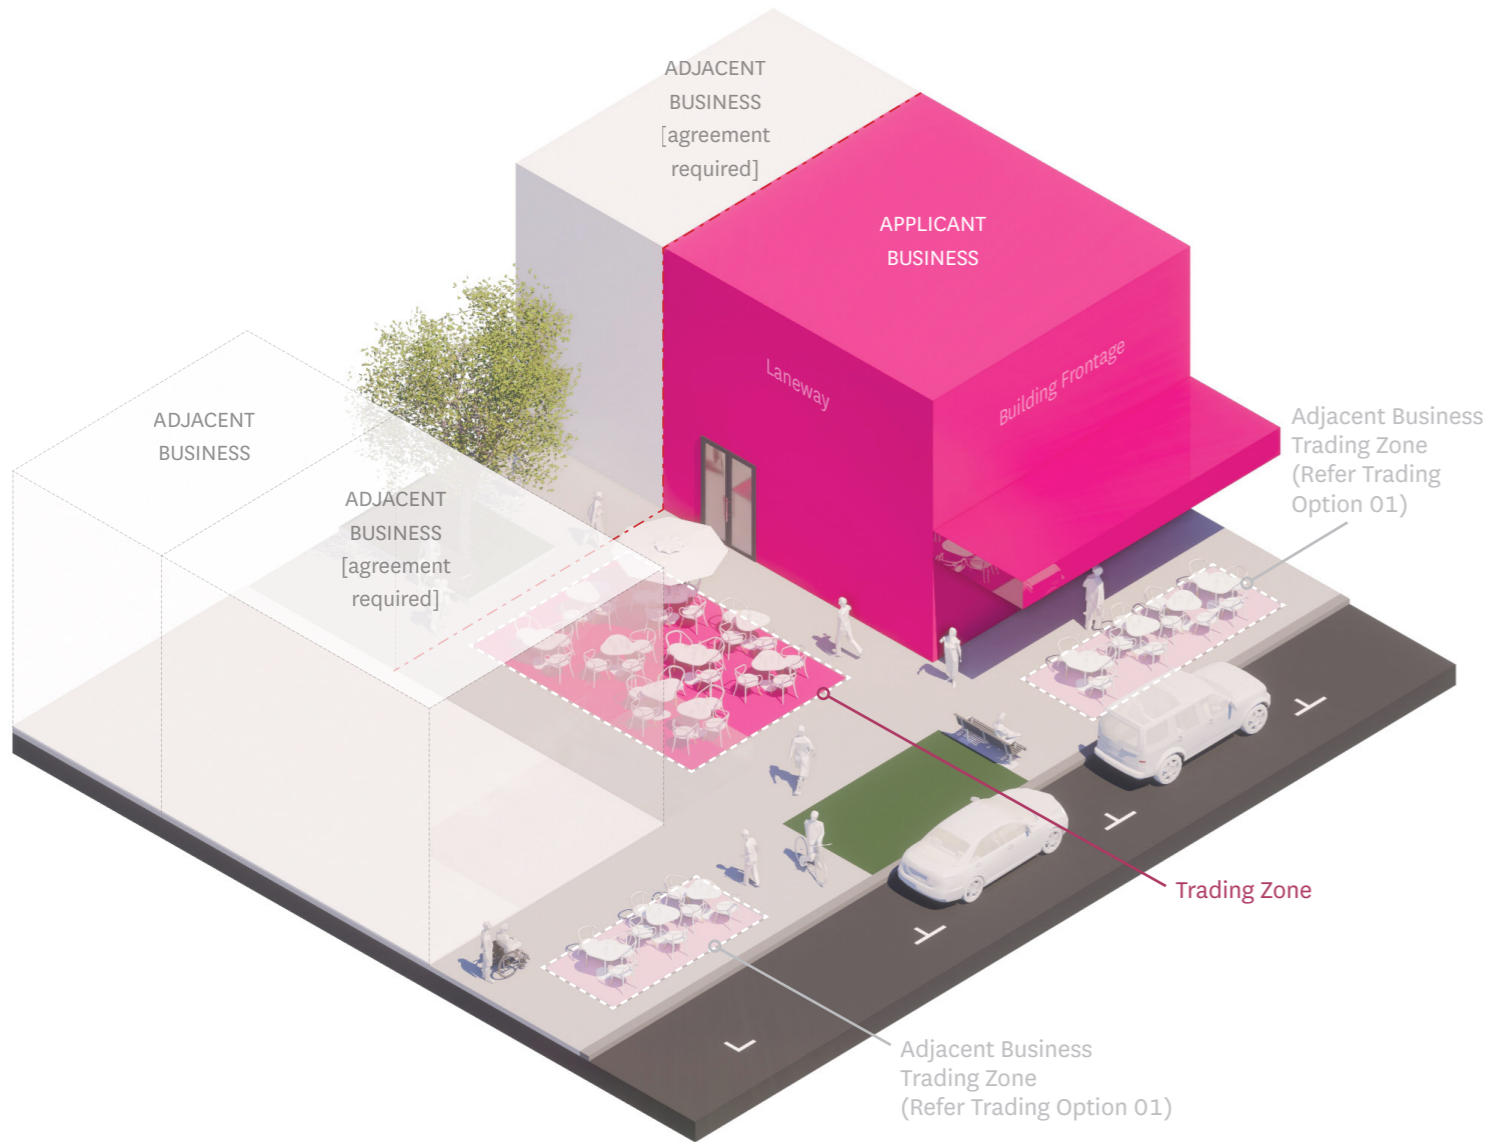 ADJACENT
BUSINESS
[agreement
required]
APPLICANT
BUSINESS
Laneway
Building Frontage
ADJACENT
BUSINESS
ADJACENT
BUSINESS
[agreement
required]
Adjacent Business
Trading Zone
(Refer Trading
Option 01)
Trading Zone
Adjacent Business
Trading Zone
(Refer Trading Option 01)